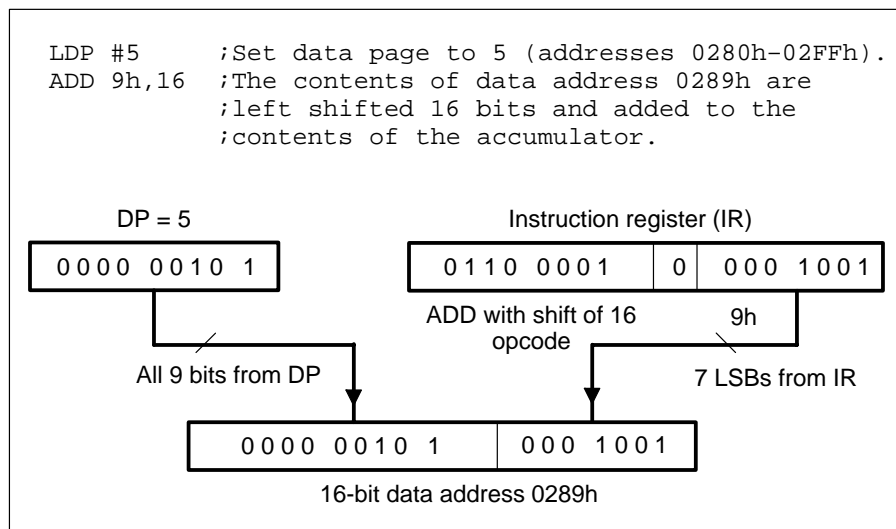 LDP #5 ;Set data page to 5 (addresses 0280h–02FFh).
ADD 9h,16 ;The contents of data address 0289h are
;left shifted 16 bits and added to the
;contents of the accumulator.
DP = 5
Instruction register (IR)
0000 0010 1
0110 0001 0 000 1001
ADD with shift of 16
opcode
9h
All 9 bits from DP
7 LSBs from IR
0000 0010 1 000 1001
16-bit data address 0289h